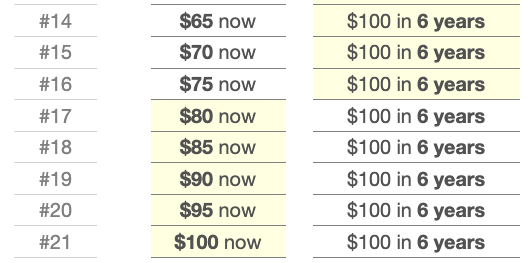 #14 $65 now $100 in 6 years
#15 $70 now $100 in 6 years
#16 $75 now $100 in 6 years
#17 $80 now $100 in 6 years
#18 $85 now $100 in 6 years
#19 $90 now $100 in 6 years
#20 $95 now $100 in 6 years
#21 $100 now $100 in 6 years